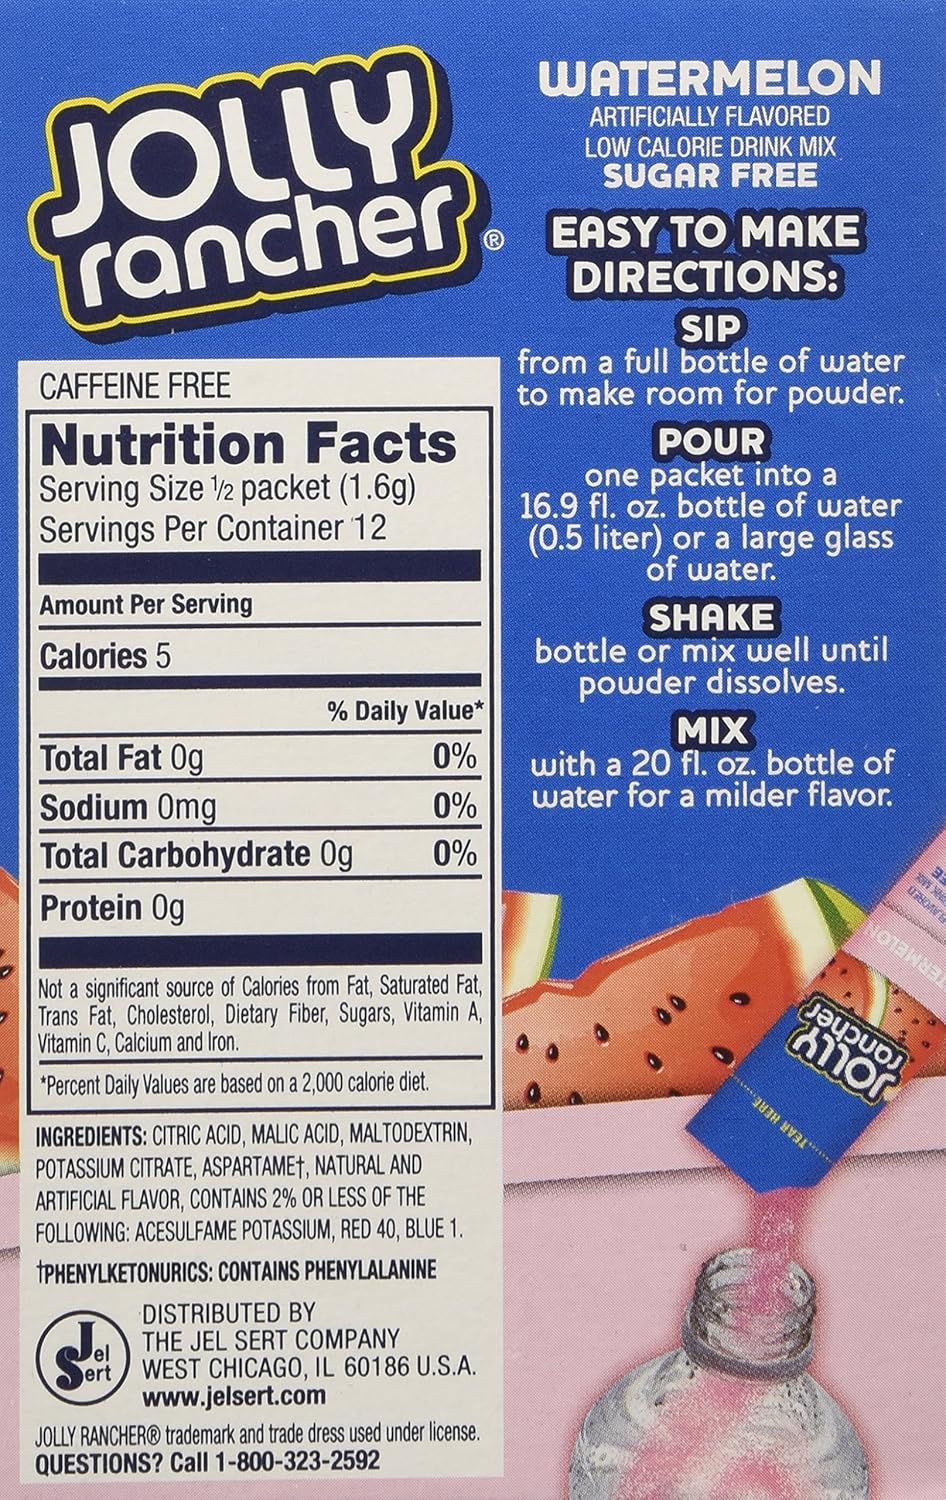 JOLLY
rancher®
WATERMELON
ARTIFICIALLY FLAVORED
LOW CALORIE DRINK MIX
SUGAR FREE
EASY TO MAKE
DIRECTIONS:
SIP
from a full bottle of water
to make room for powder.
POUR
one packet into a
16.9 fl. oz. bottle of water
(0.5 liter) or a large glass
of water.
SHAKE
bottle or mix well until
powder dissolves.
MIX
with a 20 fl. oz. bottle of
water for a milder flavor.
CAFFEINE FREE
Nutrition Facts
Serving Size 1/2 packet (1.6g)
Servings Per Container 12
Amount Per Serving
Calories 5
% Daily Value*
Total Fat 0g 0%
Sodium 0mg 0%
Total Carbohydrate 0g 0%
Protein 0g
Not a significant source of Calories from Fat, Saturated Fat,
Trans Fat, Cholesterol, Dietary Fiber, Sugars, Vitamin A,
Vitamin C, Calcium and Iron.
*Percent Daily Values are based on a 2,000 calorie diet.
INGREDIENTS: CITRIC ACID, MALIC ACID, MALTODEXTRIN,
POTASSIUM CITRATE, ASPARTAME†, NATURAL AND
ARTIFICIAL FLAVOR, CONTAINS 2% OR LESS OF THE
FOLLOWING: ACESULFAME POTASSIUM, RED 40, BLUE 1.
†PHENYLKETONURICS: CONTAINS PHENYLALANINE
Jel
Sert
DISTRIBUTED BY
THE JEL SERT COMPANY
WEST CHICAGO, IL 60186 U.S.A.
www.jelsert.com
JOLLY RANCHER® trademark and trade dress used under license.
QUESTIONS? Call 1-800-323-2592
JOLLY
rancher
TEAR HERE